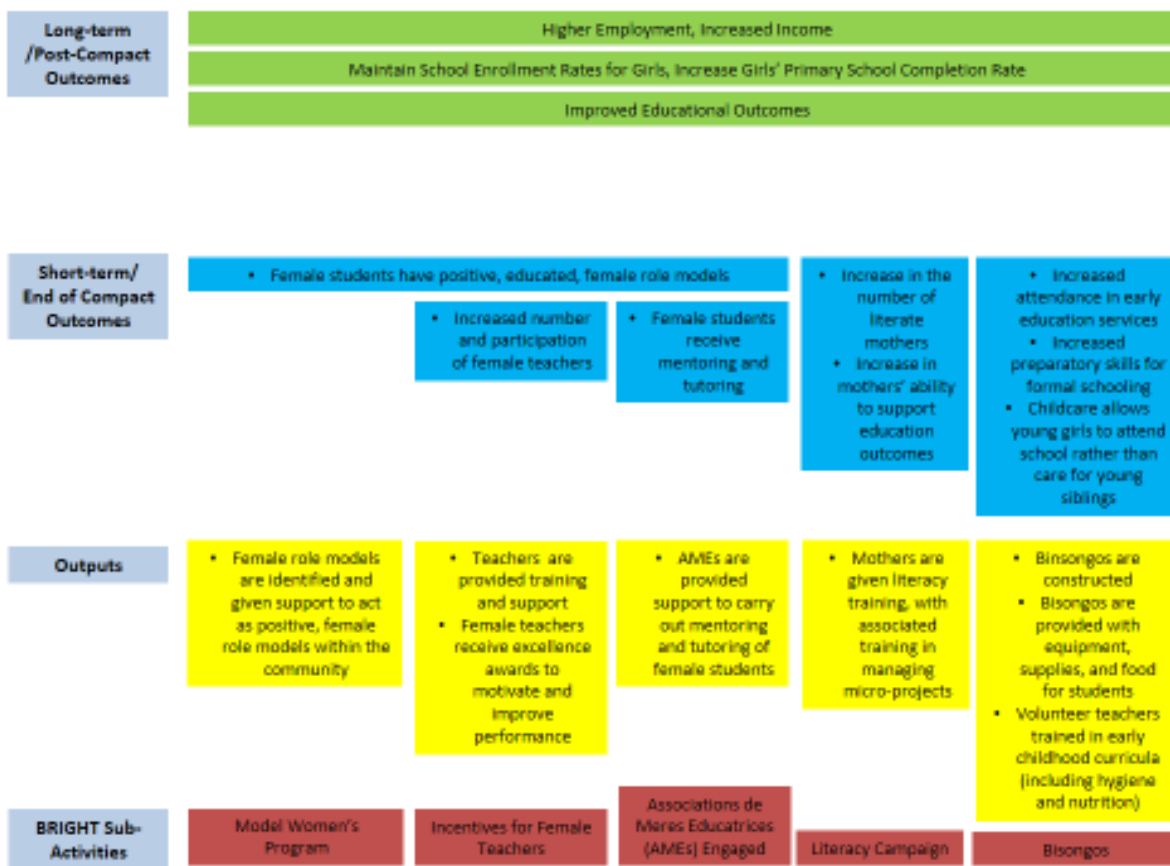 Long-term
/Post-Compact
Outcomes
Higher Employment, Increased Income
Maintain School Enrollment Rates for Girls, Increase Girls' Primary School Completion Rate
Improved Educational Outcomes
Short-term/
End of Compact
Outcomes
• Female students have positive, educated, female role models
• Increased number
and participation
of female teachers
• Female students
receive
mentoring and
tutoring
• Increase in the
number of
literate
mothers
• Increase in
mothers' ability
to support
education
outcomes
• Increased
attendance in early
education services
• Increased
preparatory skills for
formal schooling
• Childcare allows
young girls to attend
school rather than
care for young
siblings
Outputs
• Female role models
are identified and
given support to act
as positive, female
role models within the
community
• Teachers are
provided training
and support
• Female teachers
receive excellence
awards to
motivate and
improve
performance
• AMEs are
provided
support to carry
out mentoring
and tutoring of
female students
• Mothers are
given literacy
training, with
associated
training in
managing
micro-projects
• Binsongos are
constructed
• Bisongos are
provided with
equipment,
supplies, and food
for students
• Volunteer teachers
trained in early
childhood curricula
(including hygiene
and nutrition)
BRIGHT Sub-
Activities
Model Women's
Program
Incentives for Female
Teachers
Associations de
Meres Educatrices
(AMEs) Engaged
Literacy Campaign
Bisongos